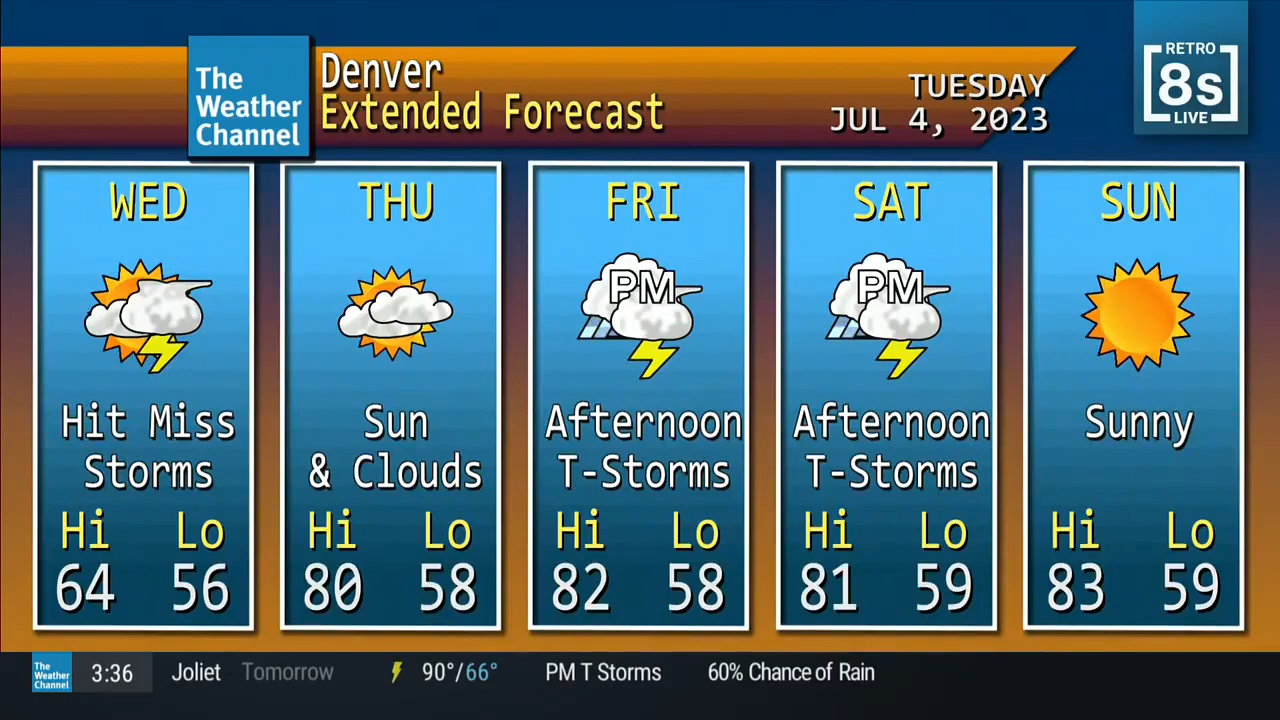 The
Weather
Channel
Denver
Extended Forecast
TUESDAY
JUL 4, 2023
RETRO
8s
LIVE
WED
Hit Miss
Storms
Hi Lo
64 56
THU
Sun
& Clouds
Hi Lo
80 58
FRI
PM
Afternoon
T-Storms
Hi Lo
82 58
SAT
PM
Afternoon
T-Storms
Hi Lo
81 59
SUN
Sunny
Hi Lo
83 59
The
Weather
Channel
3:36 Joliet Tomorrow 90°/66° PM T Storms 60% Chance of Rain